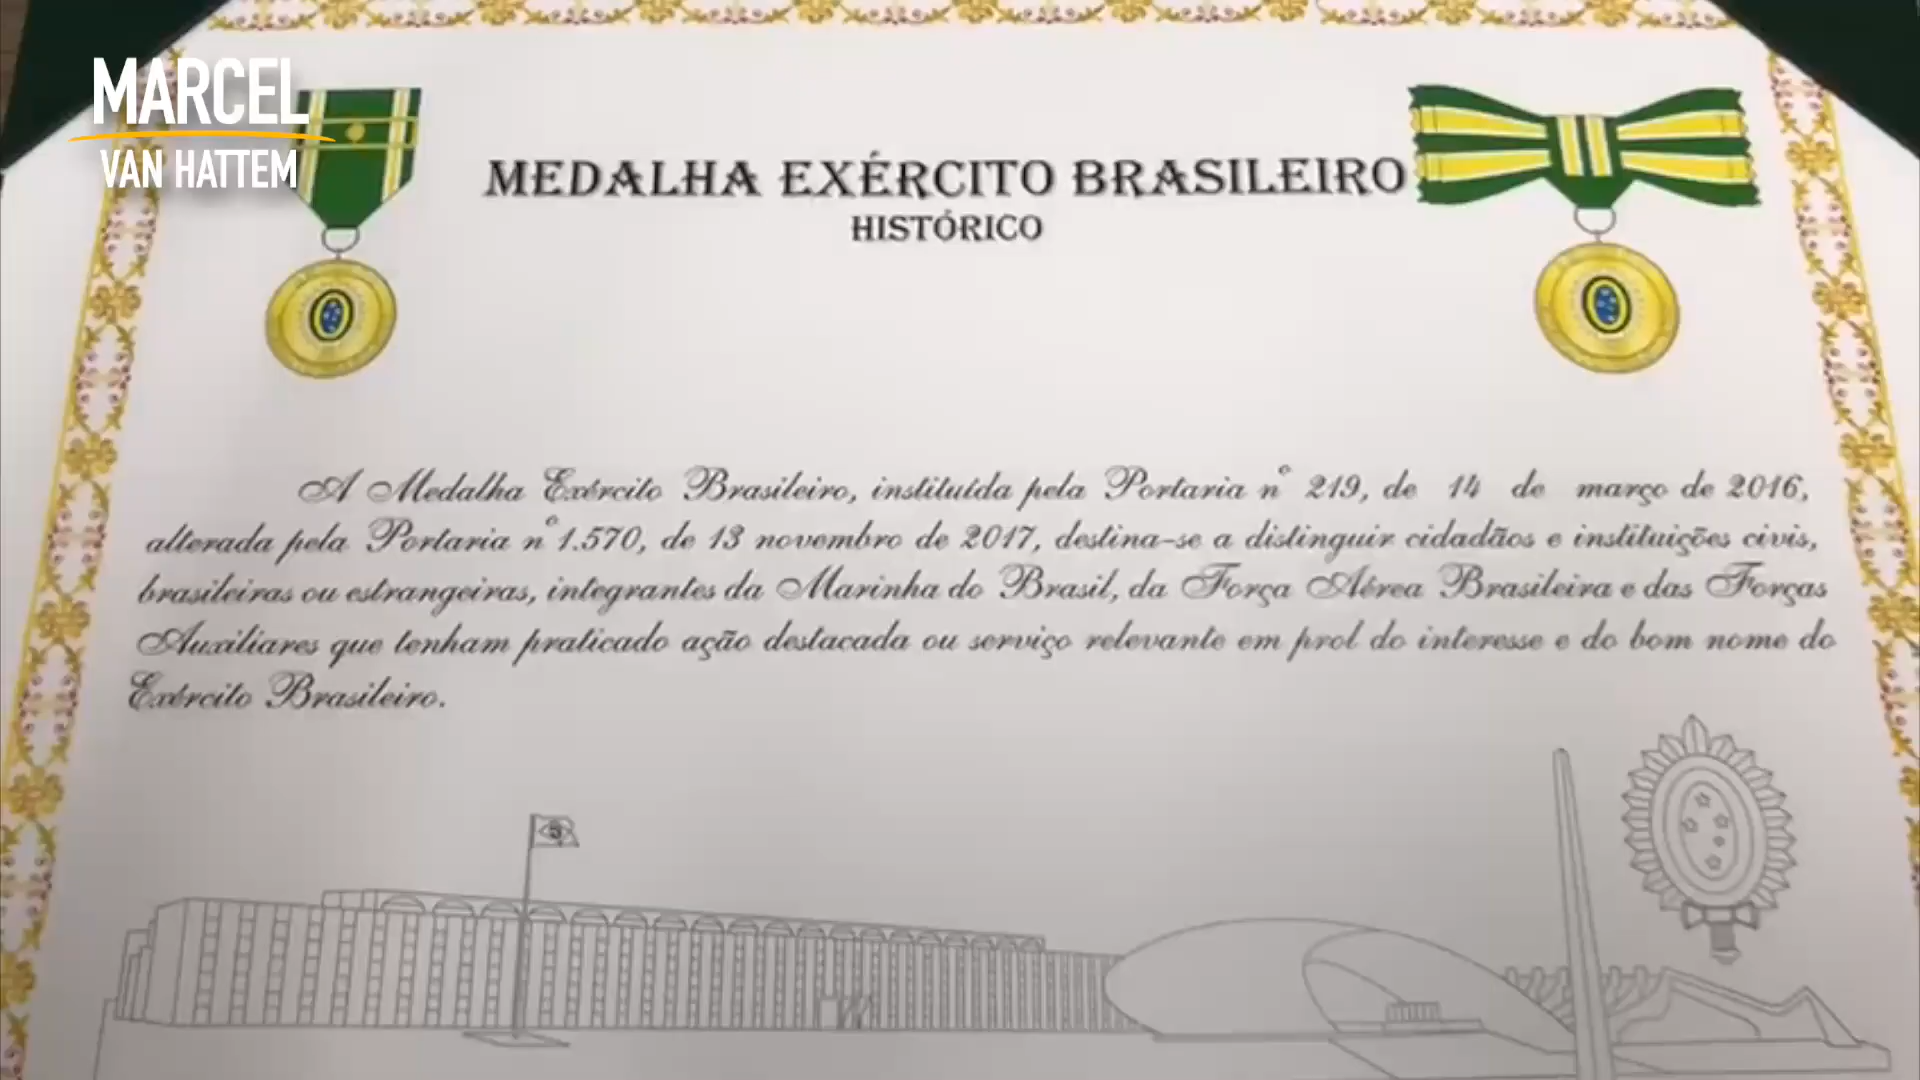 MARCEL
VAN HATTEM
MEDALHA EXÉRCITO BRASILEIRO
HISTÓRICO
A Medalha Exército Brasileiro, instituída pela Portaria nº 219, de 14 de março de 2016,
alterada pela Portaria nº 1.570, de 13 novembro de 2017, destina-se a distinguir cidadãos e instituições civis,
brasileiras ou estrangeiras, integrantes da Marinha do Brasil, da Força Aérea Brasileira e das Forças
Auxiliares que tenham praticado ação destacada ou serviço relevante em prol do interesse e do bom nome do
Exército Brasileiro.